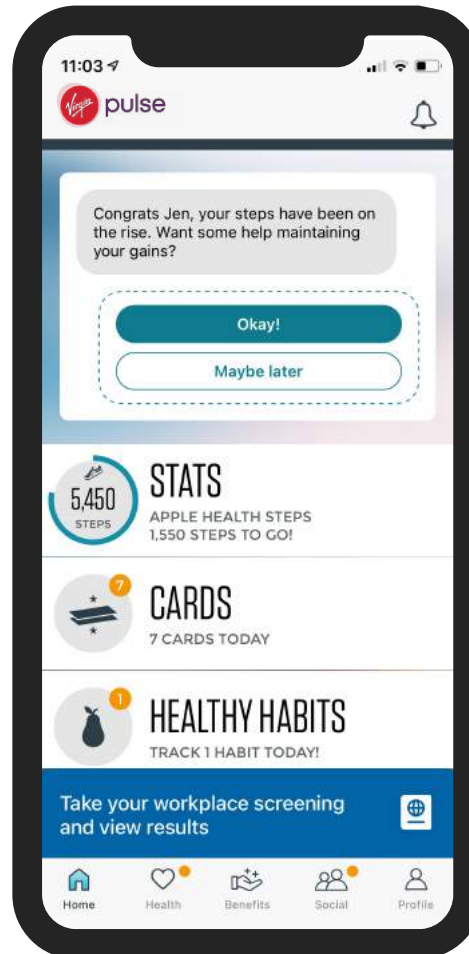 11:03
Virgin pulse
Congrats Jen, your steps have been on
the rise. Want some help maintaining
your gains?
Okay!
Maybe later
5,450
STEPS
STATS
APPLE HEALTH STEPS
1,550 STEPS TO GO!
7
CARDS
7 CARDS TODAY
1
HEALTHY HABITS
TRACK 1 HABIT TODAY!
Take your workplace screening
and view results
Home Health Benefits Social Profile